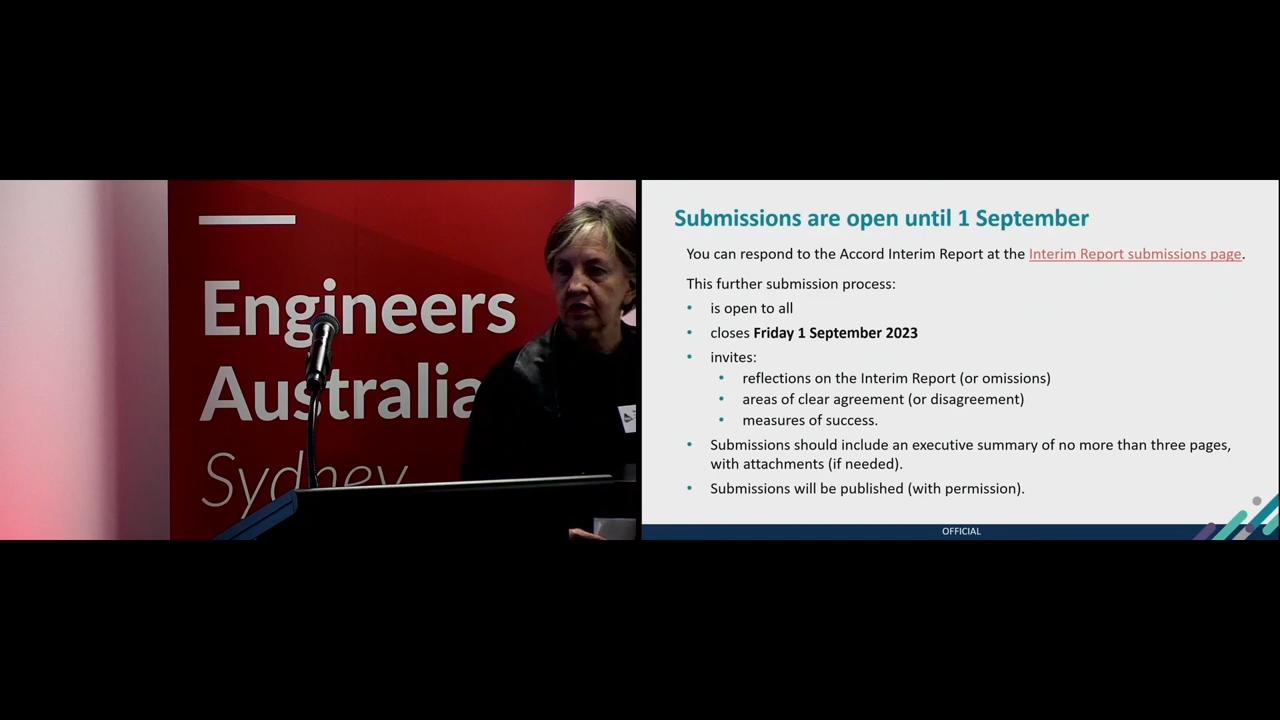 Engineers
Australia
Sydney
Submissions are open until 1 September
You can respond to the Accord Interim Report at the Interim Report submissions page.
This further submission process:
• is open to all
• closes Friday 1 September 2023
• invites:
• reflections on the Interim Report (or omissions)
• areas of clear agreement (or disagreement)
• measures of success.
• Submissions should include an executive summary of no more than three pages,
with attachments (if needed).
• Submissions will be published (with permission).
OFFICIAL